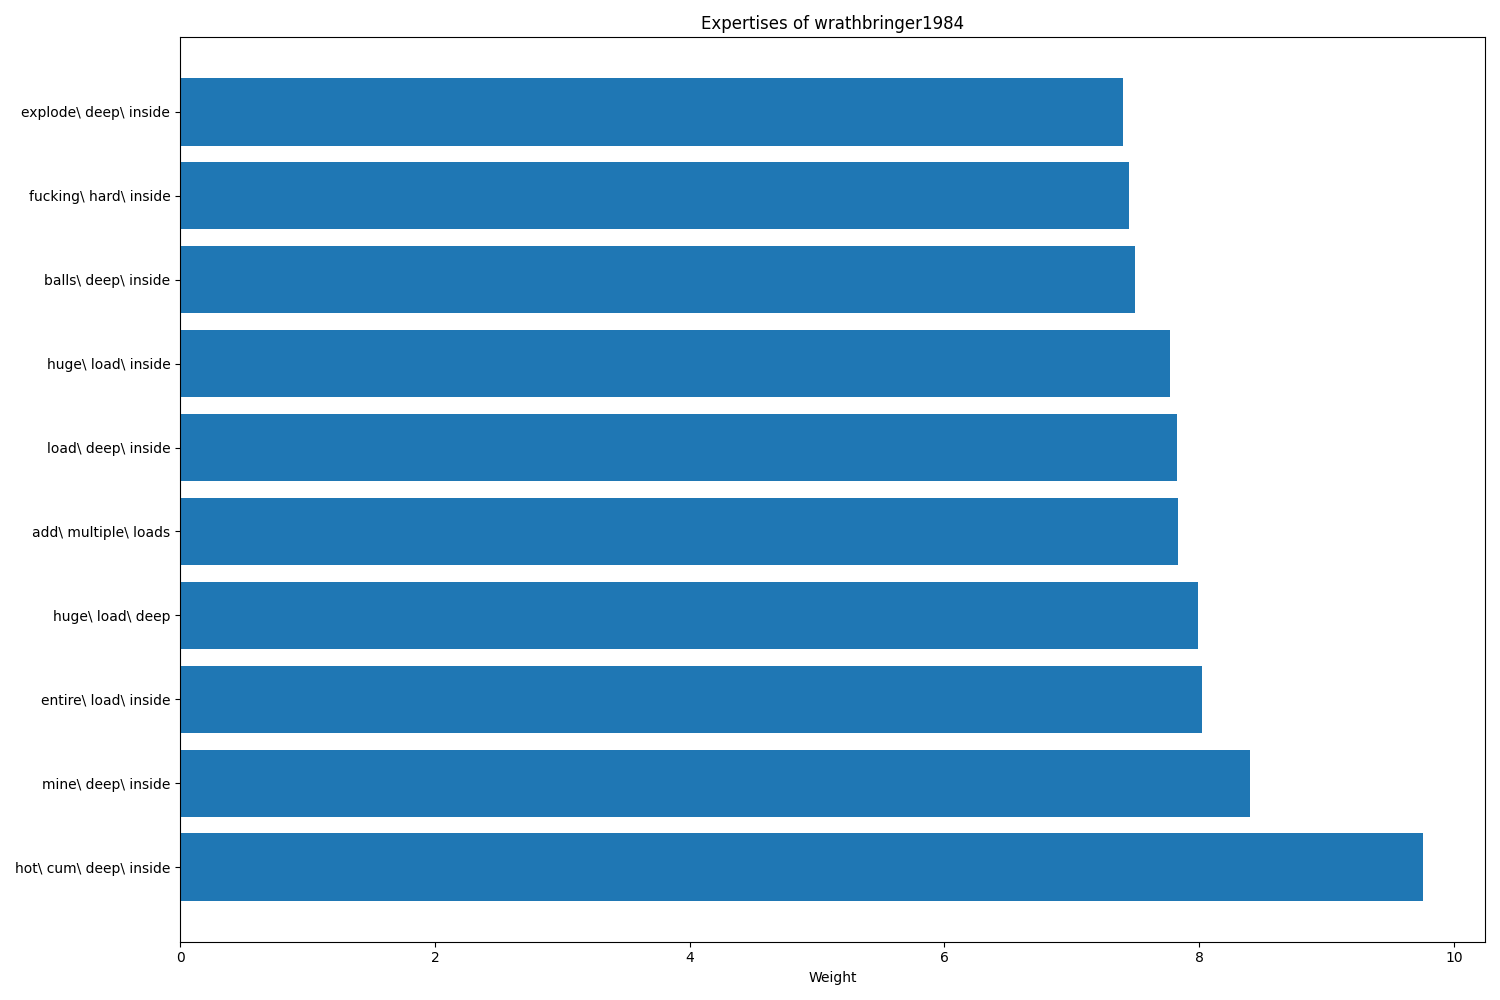 Expertises of wrathbringer1984
explode\ deep\ inside
fucking\ hard\ inside
balls\ deep\ inside
huge\ load\ inside
load\ deep\ inside
add\ multiple\ loads
huge\ load\ deep
entire\ load\ inside
mine\ deep\ inside
hot\ cum\ deep\ inside
0 2 4 6 8 10
Weight